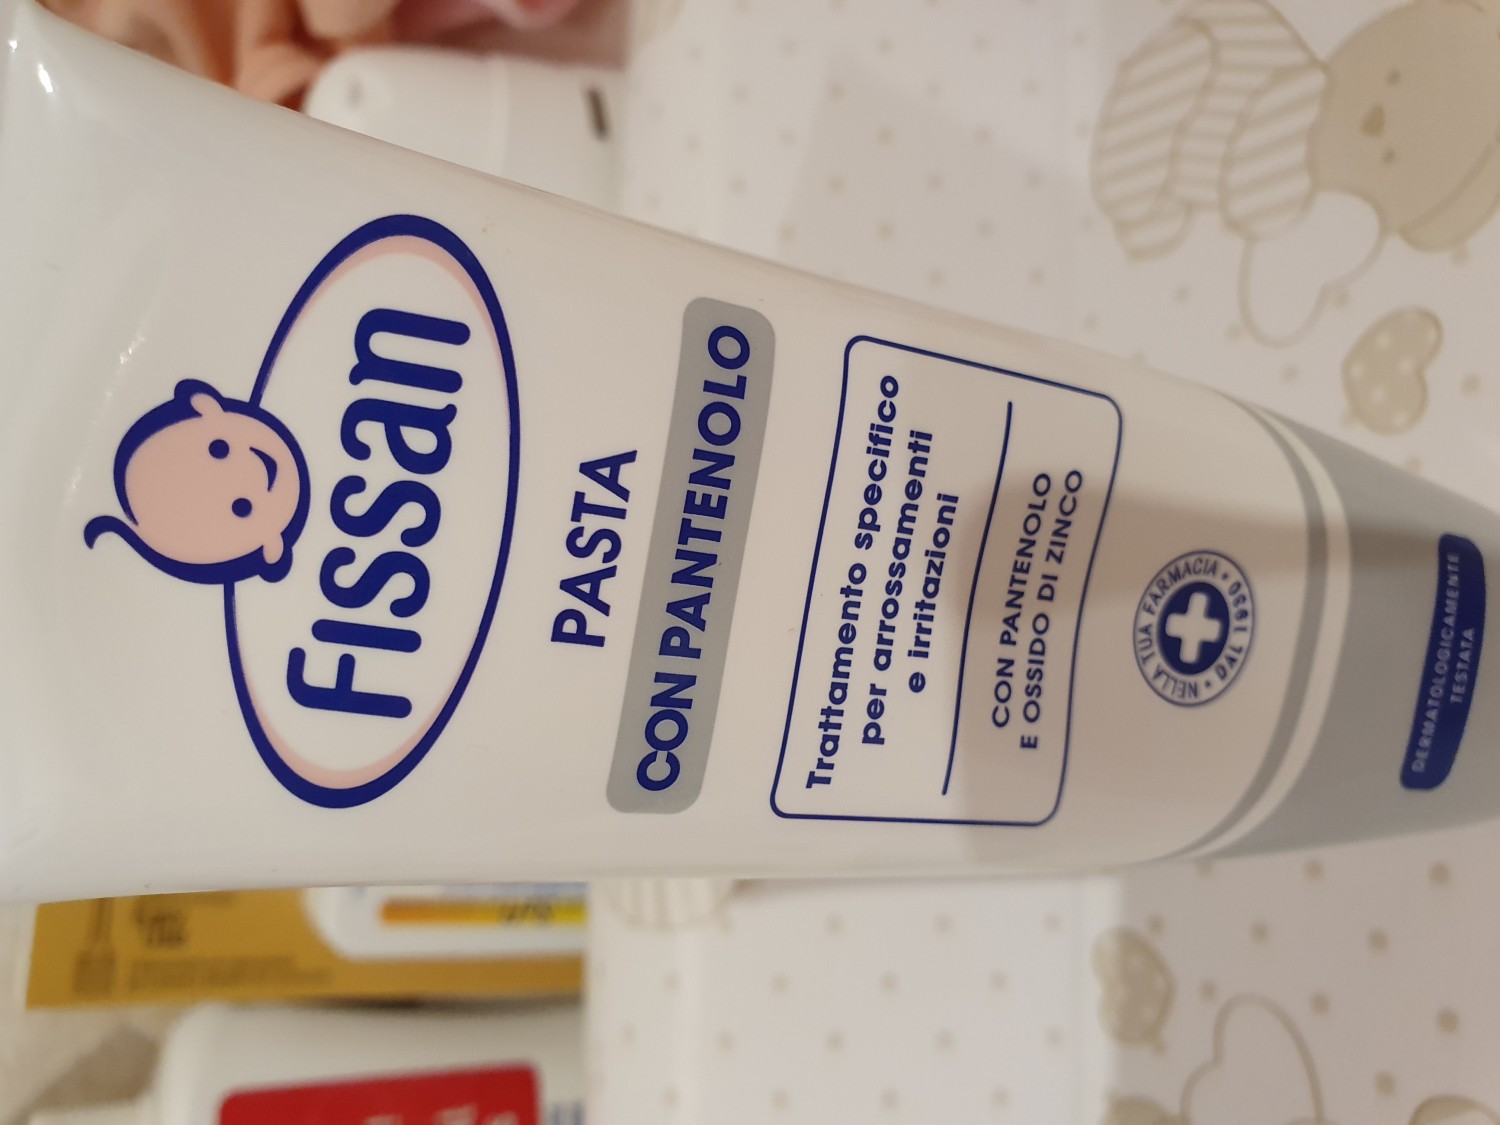 Fissan
PASTA
CON PANTENOLO
Trattamento specifico
per arrossamenti
e irritazioni
CON PANTENOLO
E OSSIDO DI ZINCO
NELLA TUA FARMACIA • DAL 1880 •
DERMATOLOGICAMENTE
TESTATA